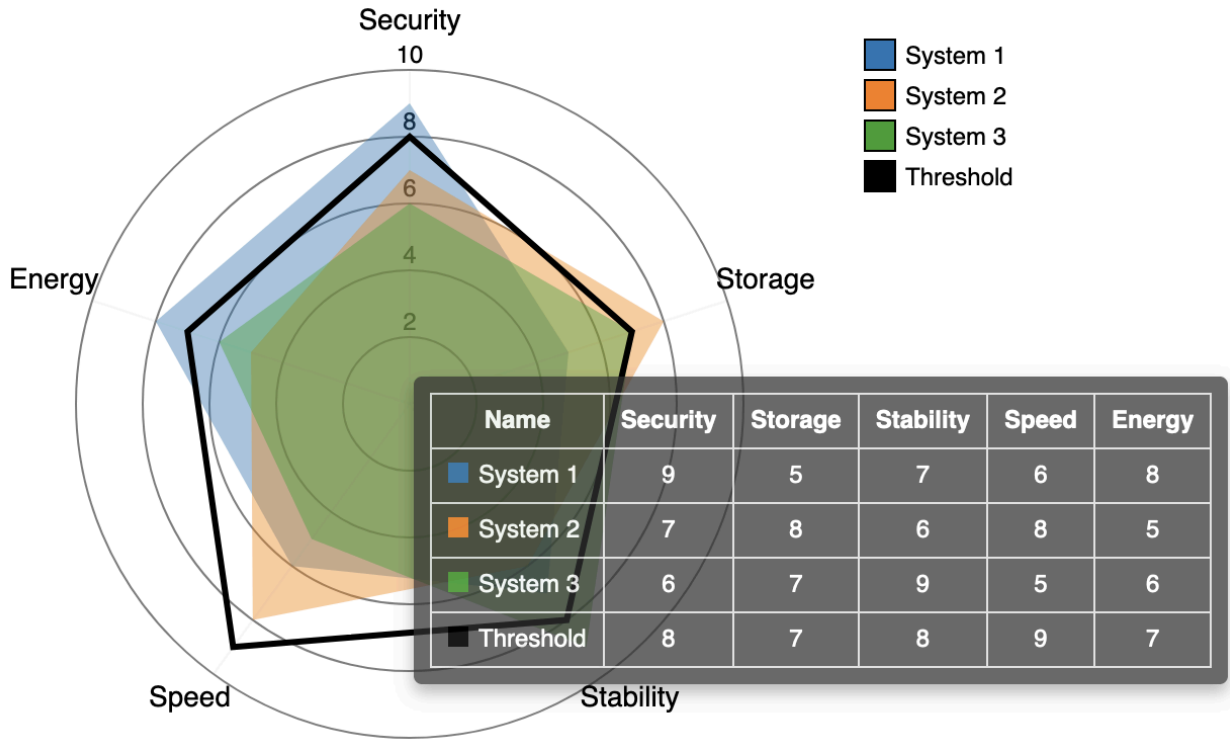 Security
10
8
6
4
2
Energy
Storage
Speed
Stability
System 1
System 2
System 3
Threshold
Name Security Storage Stability Speed Energy
System 1 9 5 7 6 8
System 2 7 8 6 8 5
System 3 6 7 9 5 6
Threshold 8 7 8 9 7